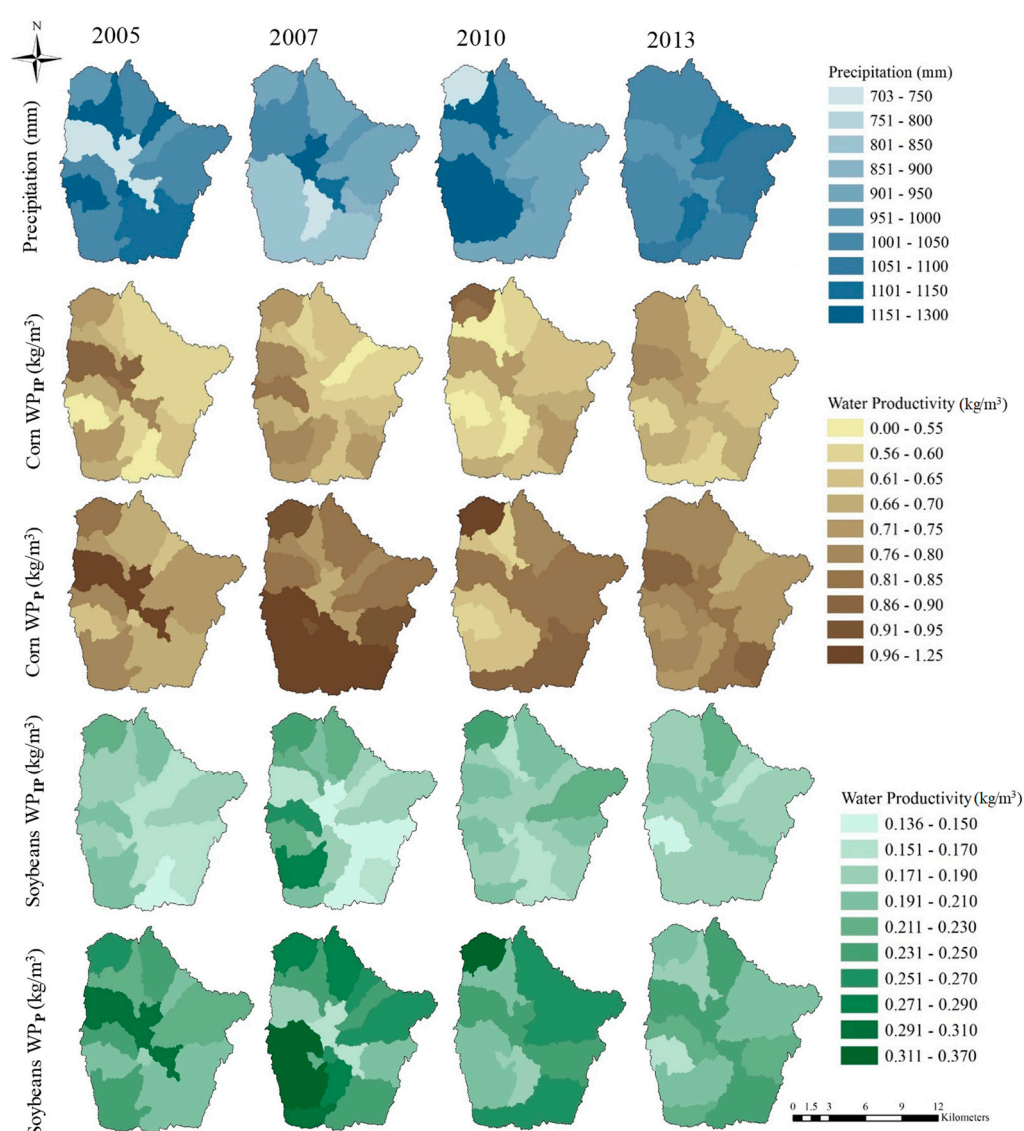 N
2005 2007 2010 2013
Precipitation (mm)
Precipitation (mm)
703 - 750
751 - 800
801 - 850
851 - 900
901 - 950
951 - 1000
1001 - 1050
1051 - 1100
1101 - 1150
1151 - 1300
Corn WP_IP (kg/m³)
Water Productivity (kg/m³)
0.00 - 0.55
0.56 - 0.60
0.61 - 0.65
0.66 - 0.70
0.71 - 0.75
0.76 - 0.80
0.81 - 0.85
0.86 - 0.90
0.91 - 0.95
0.96 - 1.25
Corn WP_P (kg/m³)
Soybeans WP_IP (kg/m³)
Water Productivity (kg/m³)
0.136 - 0.150
0.151 - 0.170
0.171 - 0.190
0.191 - 0.210
0.211 - 0.230
0.231 - 0.250
0.251 - 0.270
0.271 - 0.290
0.291 - 0.310
0.311 - 0.370
Soybeans WP_P (kg/m³)
0 1.5 3 6 9 12
Kilometers